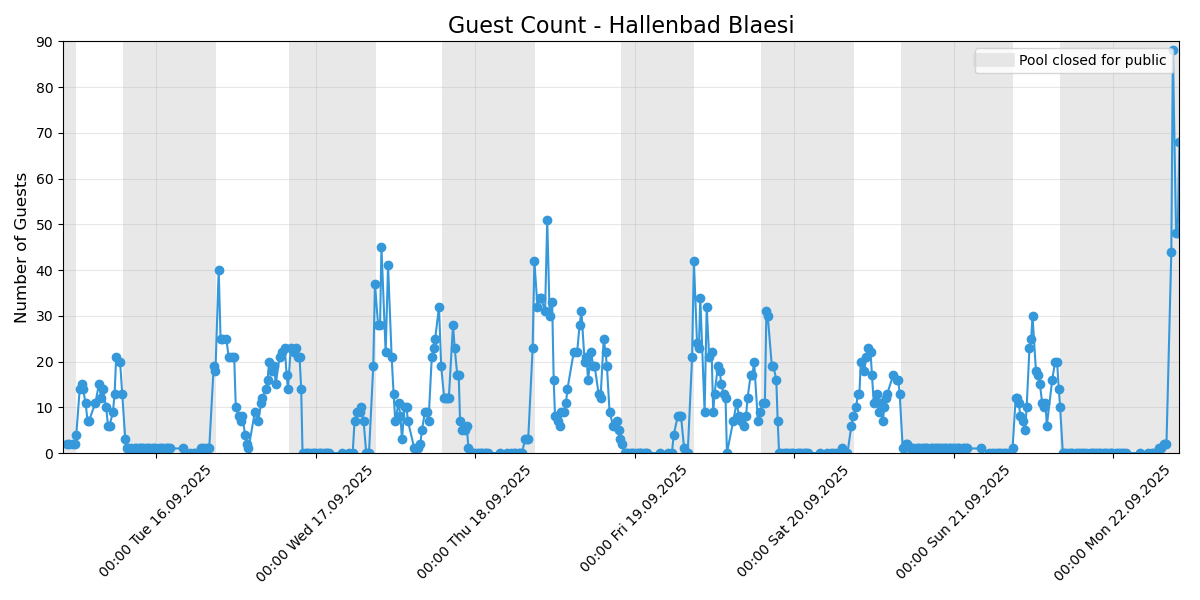 Guest Count - Hallenbad Blaesi
Pool closed for public
Number of Guests
90
80
70
60
50
40
30
20
10
0
00:00 Tue 16.09.2025
00:00 Wed 17.09.2025
00:00 Thu 18.09.2025
00:00 Fri 19.09.2025
00:00 Sat 20.09.2025
00:00 Sun 21.09.2025
00:00 Mon 22.09.2025